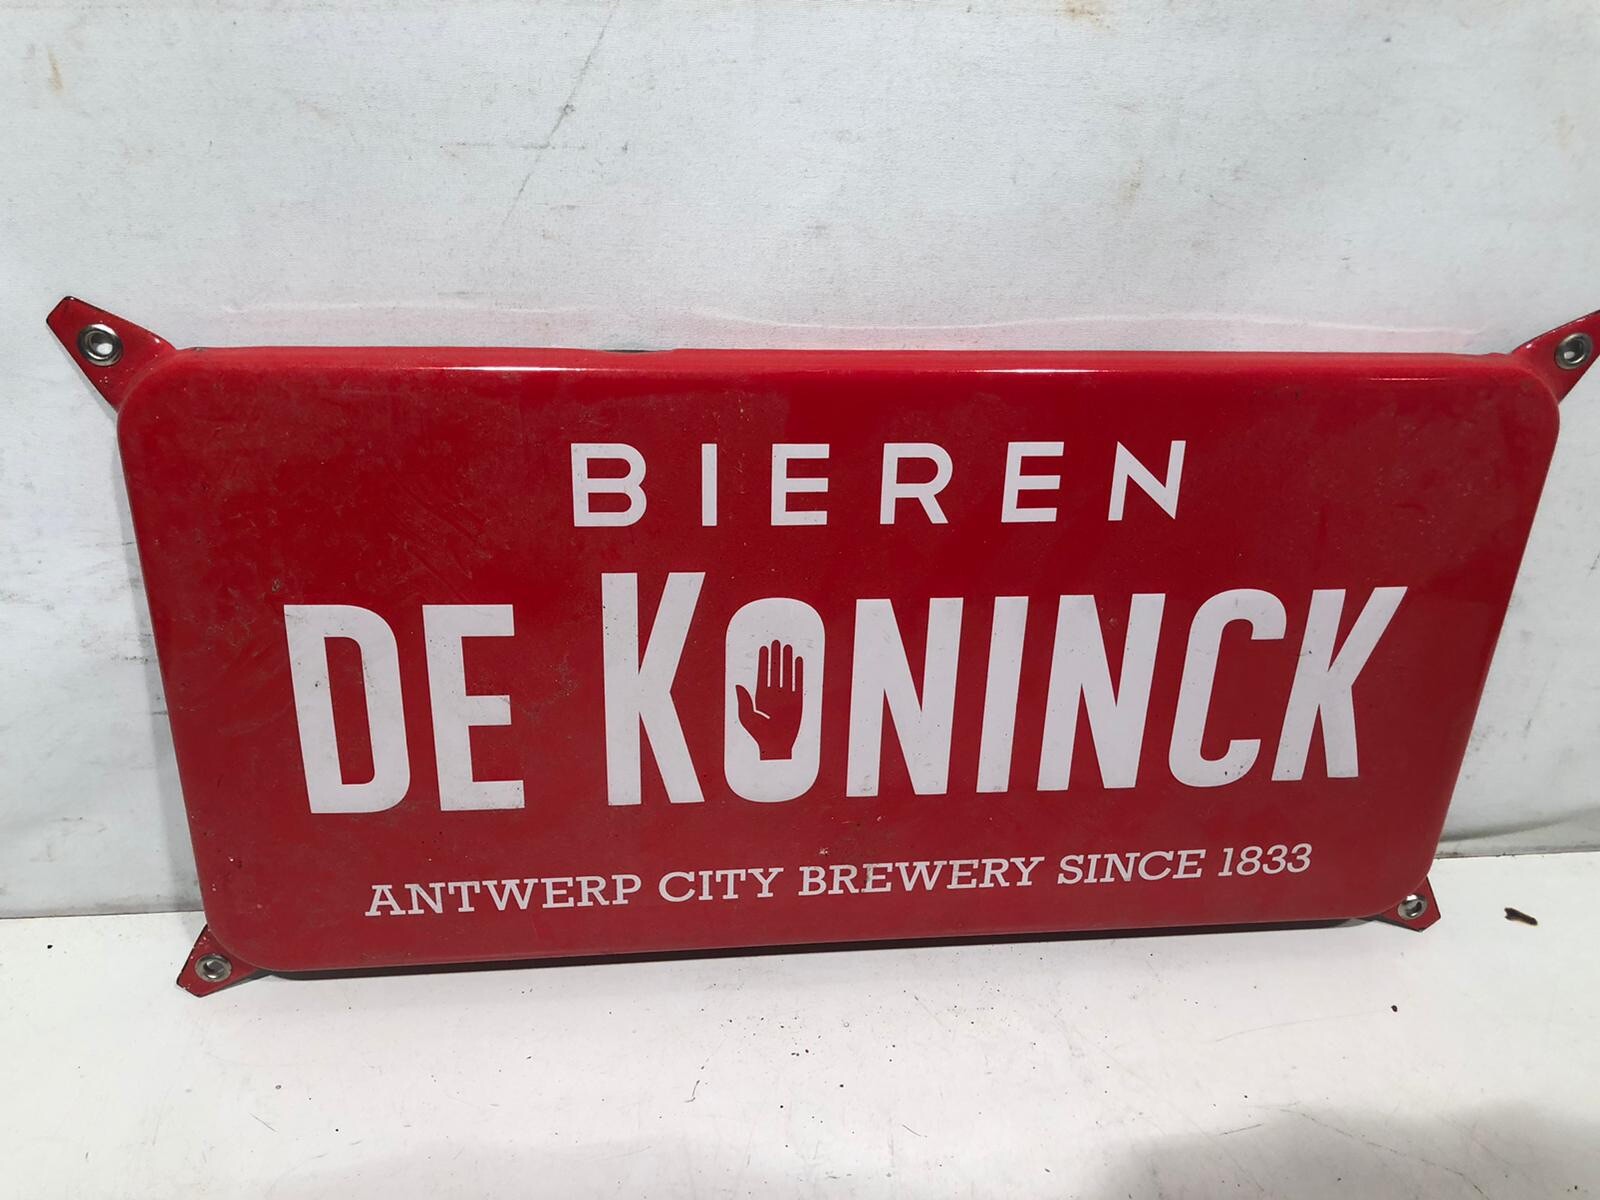 BIEREN
DE KONINCK
ANTWERP CITY BREWERY SINCE 1833